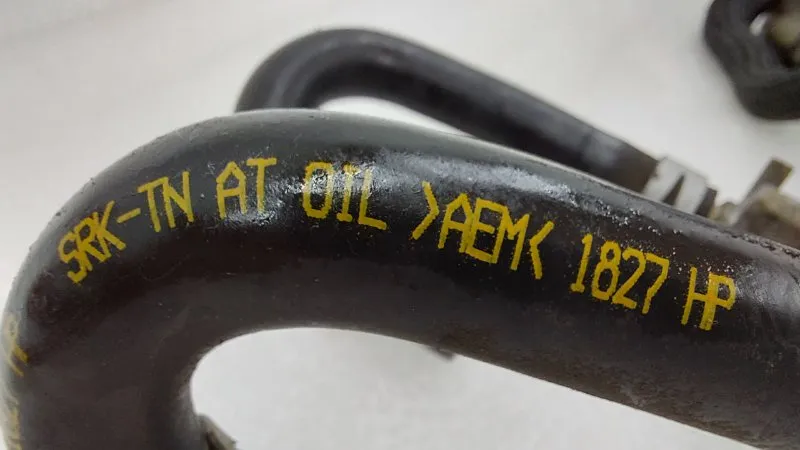 SRK-TN AT OIL >AEM< 1827 HP